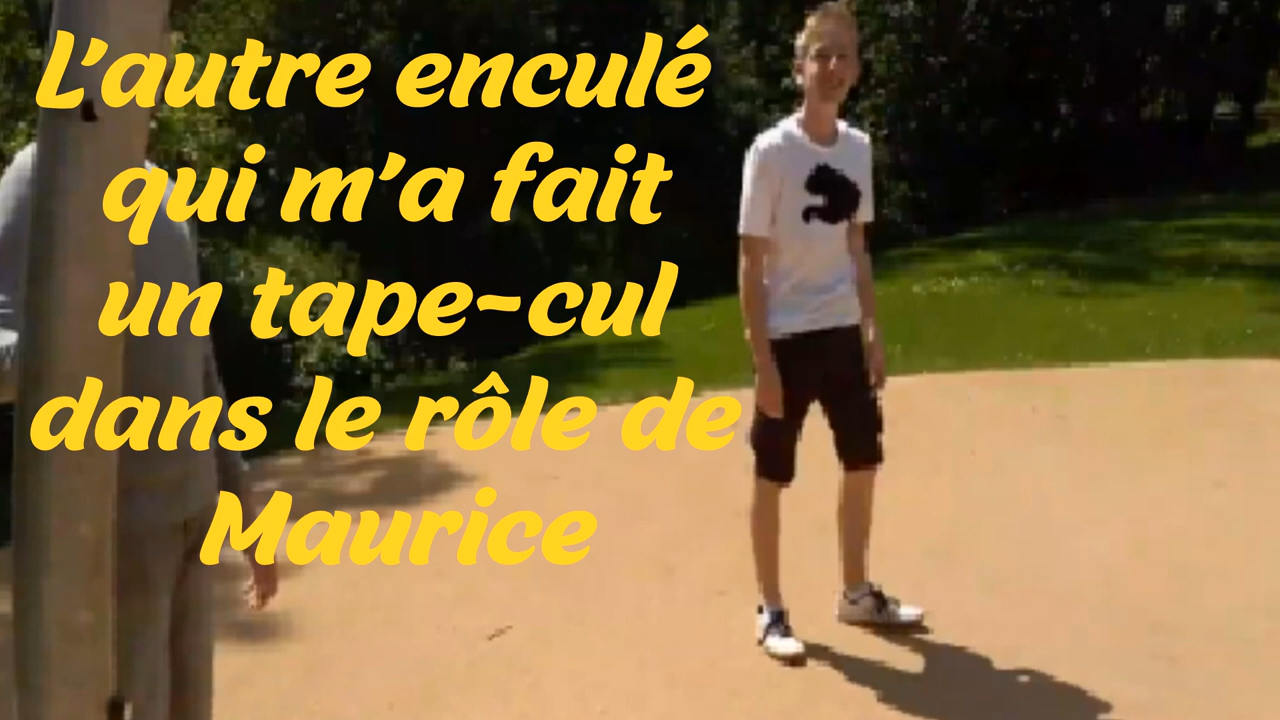 L'autre enculé
qui m'a fait
un tape-cul
dans le rôle de
Maurice